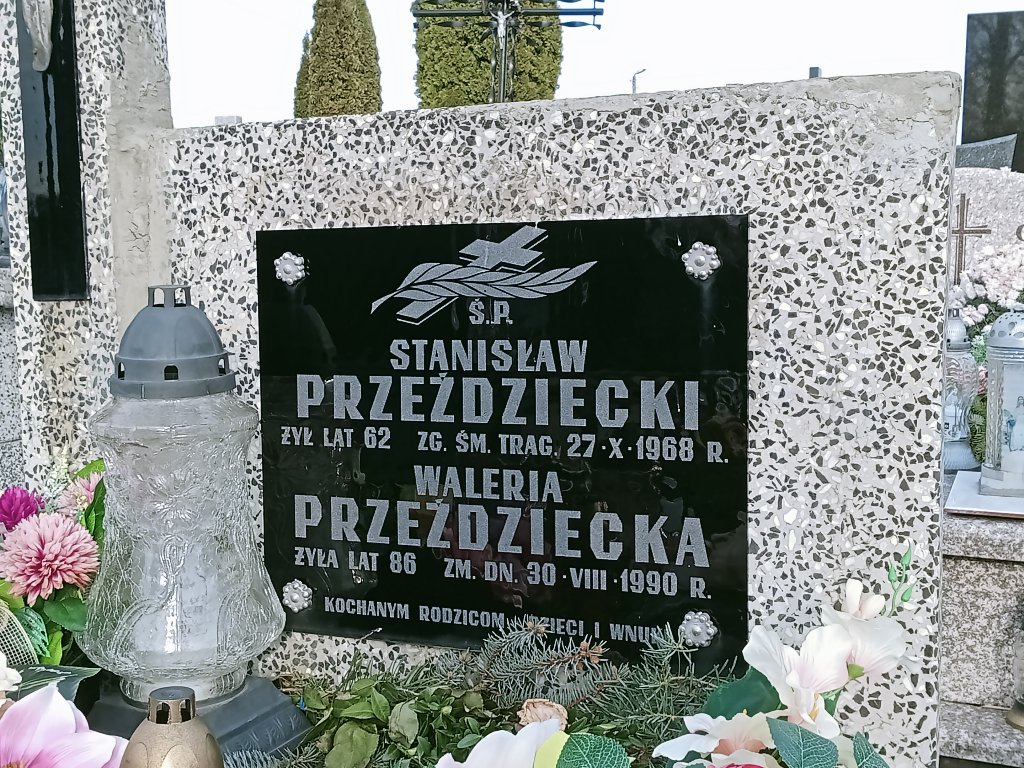 Ś.P.
STANISŁAW
PRZEŹDZIECKI
ŻYŁ LAT 62 ZG. ŚM. TRAG. 27·X·1968 R.
WALERIA
PRZEŹDZIECKA
ŻYŁA LAT 86 ZM. DN. 30·VIII·1990 R.
KOCHANYM RODZICOM DZIECI I